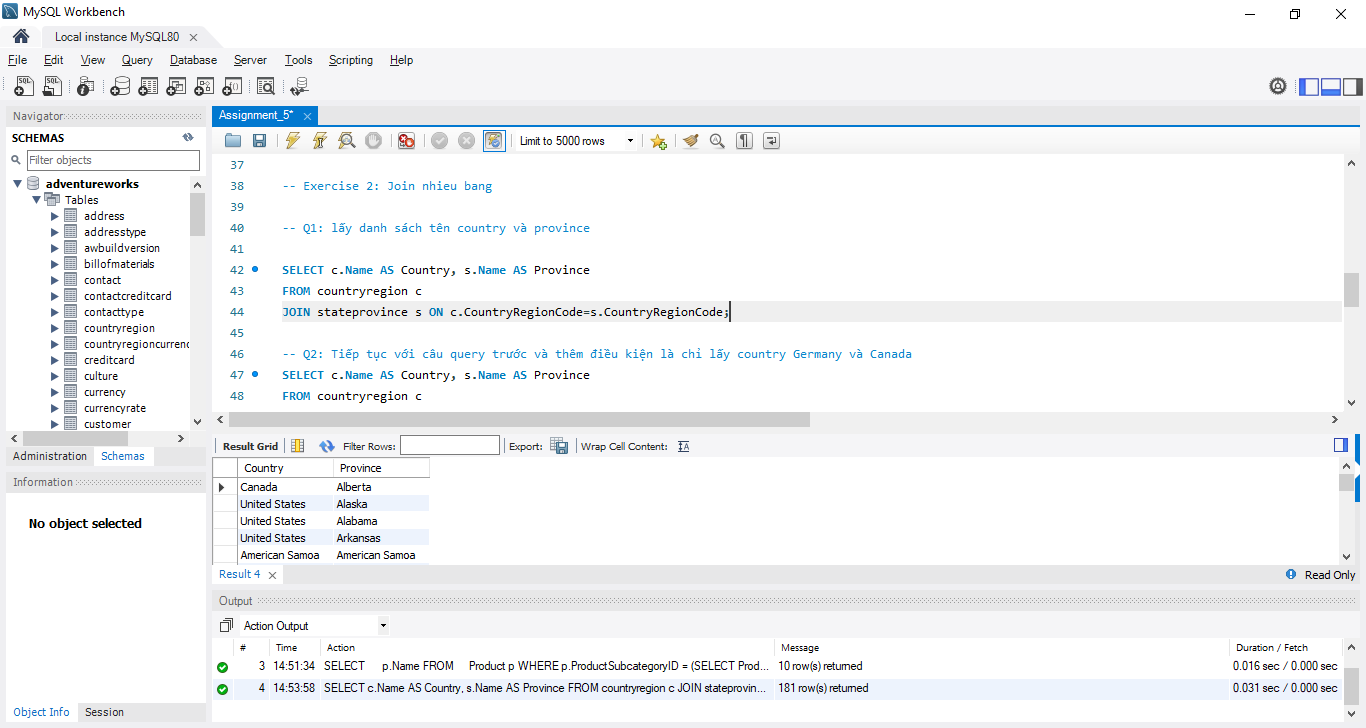 MySQL Workbench
Local instance MySQL80
File Edit View Query Database Server Tools Scripting Help
Navigator
SCHEMAS
Filter objects
adventureworks
Tables
address
addresstype
awbuildversion
billofmaterials
contact
contactcreditcard
contacttype
countryregion
countryregioncurrenc
creditcard
culture
currency
currencyrate
customer
Administration Schemas
Information
No object selected
Object Info Session
Assignment_5*
Limit to 5000 rows
37
38 -- Exercise 2: Join nhieu bang
39
40 -- Q1: lấy danh sách tên country và province
41
42 SELECT c.Name AS Country, s.Name AS Province
43 FROM countryregion c
44 JOIN stateprovince s ON c.CountryRegionCode=s.CountryRegionCode;
45
46 -- Q2: Tiếp tục với câu query trước và thêm điều kiện là chỉ lấy country Germany và Canada
47 SELECT c.Name AS Country, s.Name AS Province
48 FROM countryregion c
Result Grid Filter Rows: Export: Wrap Cell Content:
Country Province
Canada Alberta
United States Alaska
United States Alabama
United States Arkansas
American Samoa American Samoa
Result 4
Read Only
Output
Action Output
# Time Action Message Duration / Fetch
3 14:51:34 SELECT p.Name FROM Product p WHERE p.ProductSubcategoryID = (SELECT Prod... 10 row(s) returned 0.016 sec / 0.000 sec
4 14:53:58 SELECT c.Name AS Country, s.Name AS Province FROM countryregion c JOIN stateprovin... 181 row(s) returned 0.031 sec / 0.000 sec